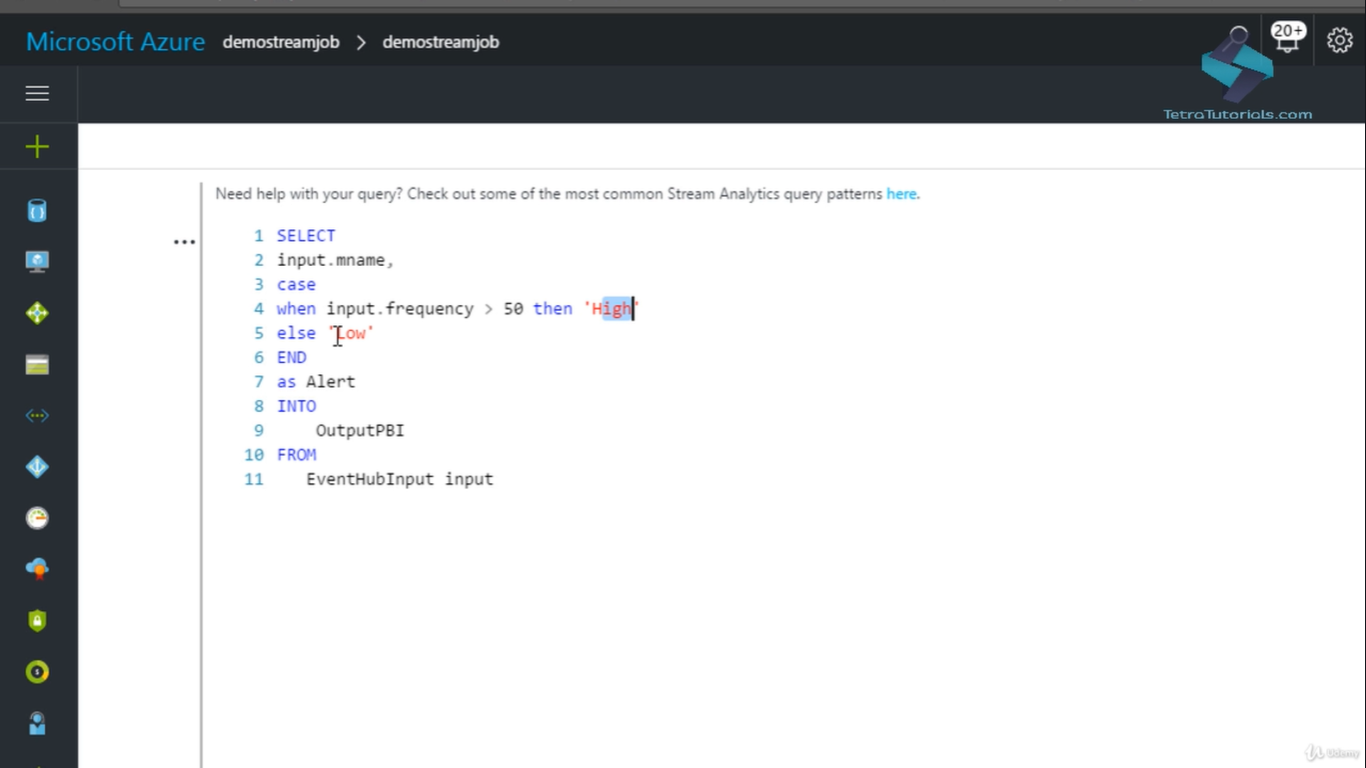 Microsoft Azure demostreamjob > demostreamjob
20+
TetraTutorials.com
Need help with your query? Check out some of the most common Stream Analytics query patterns here.
1 SELECT
2 input.mname,
3 case
4 when input.frequency > 50 then 'High'
5 else 'Low'
6 END
7 as Alert
8 INTO
9 OutputPBI
10 FROM
11 EventHubInput input
Udemy